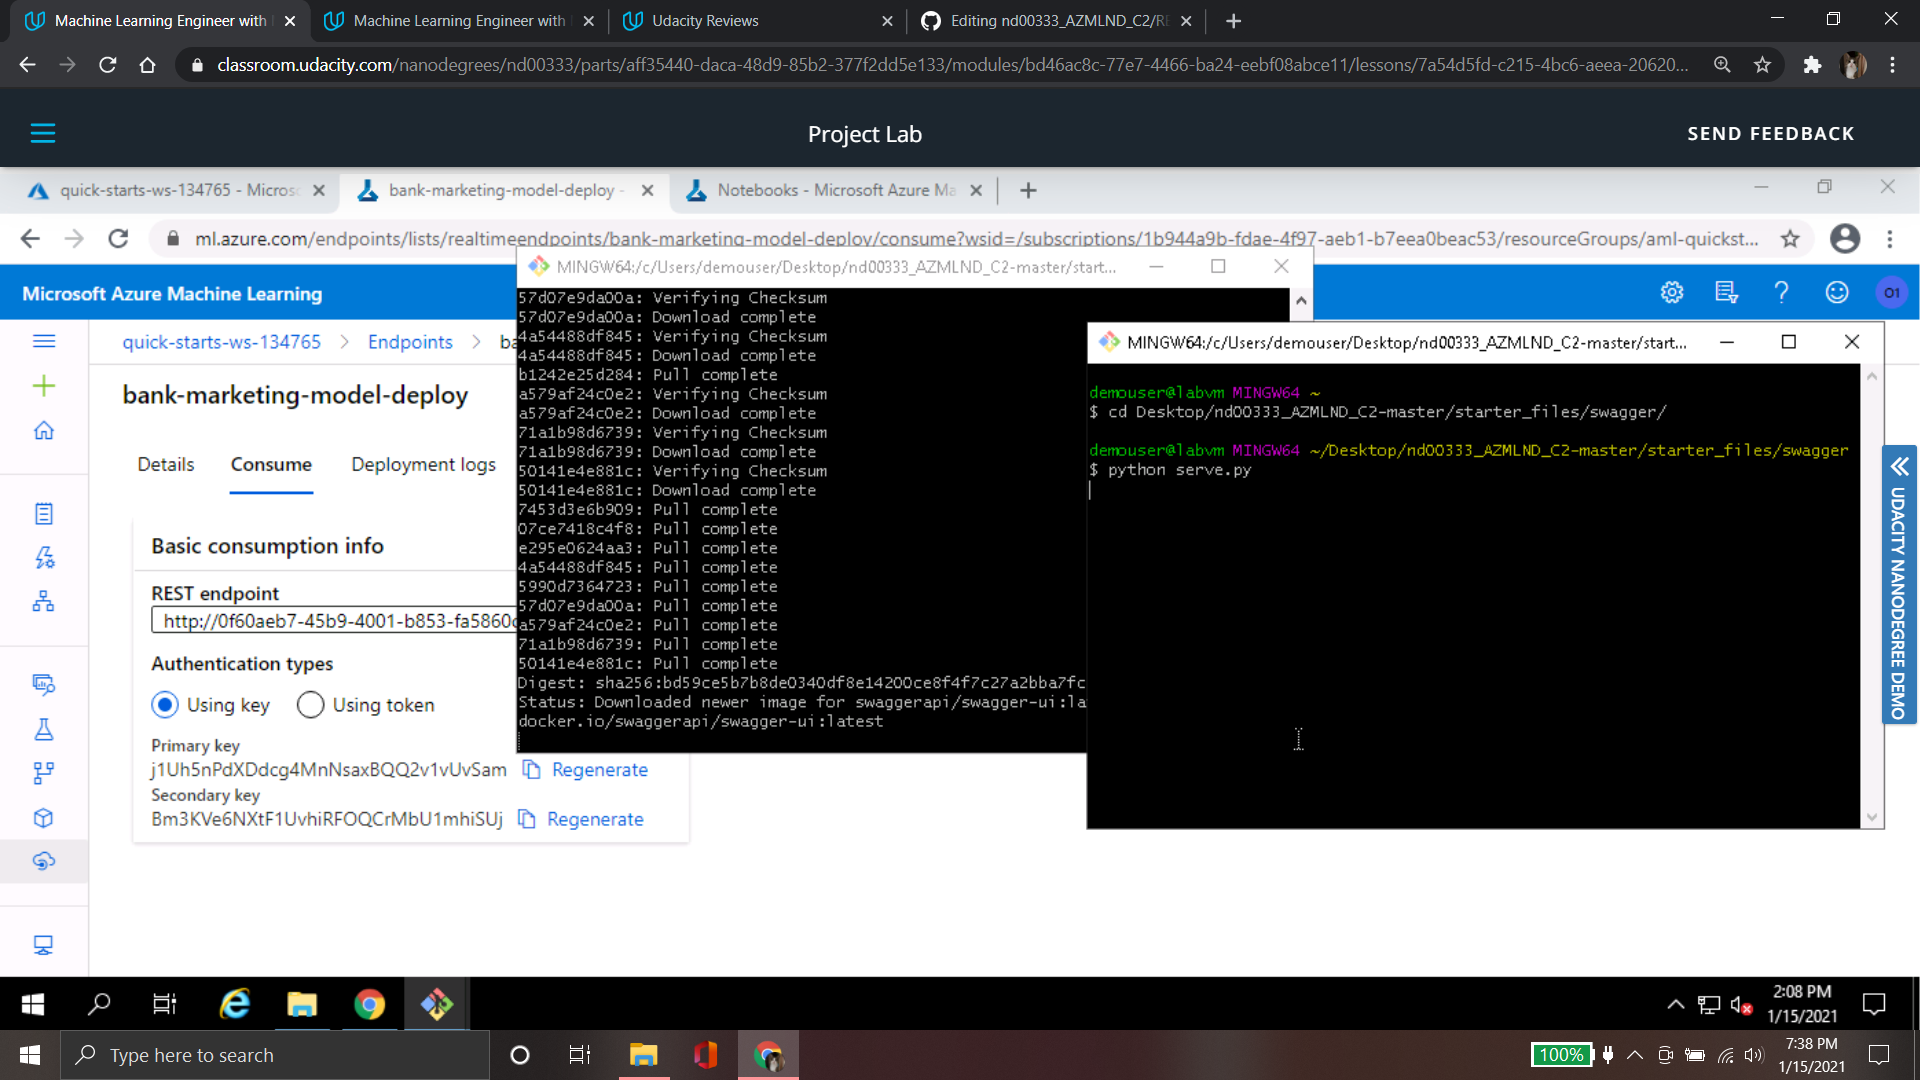 Machine Learning Engineer with
Machine Learning Engineer with
Udacity Reviews
Editing nd00333_AZMLND_C2/RE
classroom.udacity.com/nanodegrees/nd00333/parts/aff35440-daca-48d9-85b2-377f2dd5e133/modules/bd46ac8c-77e7-4466-ba24-eebf08abce11/lessons/7a54d5fd-c215-4bc6-aeea-20620...
Project Lab
SEND FEEDBACK
quick-starts-ws-134765 - Micros
bank-marketing-model-deploy -
Notebooks - Microsoft Azure Ma
ml.azure.com/endpoints/lists/realtimeendpoints/bank-marketing-model-deploy/consume?wsid=/subscriptions/1b944a9b-fdae-4f97-aeb1-b7eea0beac53/resourceGroups/aml-quickst...
Microsoft Azure Machine Learning
O1
quick-starts-ws-134765 > Endpoints > ba
bank-marketing-model-deploy
Details
Consume
Deployment logs
Basic consumption info
REST endpoint
http://0f60aeb7-45b9-4001-b853-fa5860
Authentication types
Using key
Using token
Primary key
j1Uh5nPdXDdcg4MnNsaxBQQ2v1vUvSam
Regenerate
Secondary key
Bm3KVe6NXtF1UvhiRFOQCrMbU1mhiSUj
Regenerate
MINGW64:/c/Users/demouser/Desktop/nd00333_AZMLND_C2-master/start...
57d07e9da00a: Verifying Checksum
57d07e9da00a: Download complete
4a54488df845: Verifying Checksum
4a54488df845: Download complete
b1242e25d284: Pull complete
a579af24c0e2: Verifying Checksum
a579af24c0e2: Download complete
71a1b98d6739: Verifying Checksum
71a1b98d6739: Download complete
50141e4e881c: Verifying Checksum
50141e4e881c: Download complete
7453d3e6b909: Pull complete
07ce7418c4f8: Pull complete
e295e0624aa3: Pull complete
4a54488df845: Pull complete
5990d7364723: Pull complete
57d07e9da00a: Pull complete
a579af24c0e2: Pull complete
71a1b98d6739: Pull complete
50141e4e881c: Pull complete
Digest: sha256:bd59ce5b7b8de0340df8e14200ce8f4f7c27a2bba7fc
Status: Downloaded newer image for swaggerapi/swagger-ui:la
docker.io/swaggerapi/swagger-ui:latest
MINGW64:/c/Users/demouser/Desktop/nd00333_AZMLND_C2-master/start...
demouser@labvm MINGW64 ~
$ cd Desktop/nd00333_AZMLND_C2-master/starter_files/swagger/
demouser@labvm MINGW64 ~/Desktop/nd00333_AZMLND_C2-master/starter_files/swagger
$ python serve.py
UDACITY NANODEGREE DEMO
2:08 PM
1/15/2021
Type here to search
100%
7:38 PM
1/15/2021